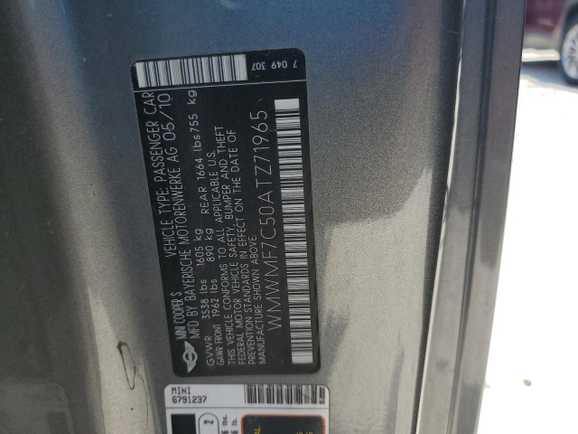 7 049 307
MINI COOPER S VEHICLE TYPE: PASSENGER CAR
MFD BY BAYERISCHE MOTORENWERKE AG 05/10
GVWR 3538 lbs 1605 kg REAR 1664 lbs 755 kg
GAWR FRONT 1962 lbs 890 kg
THIS VEHICLE CONFORMS TO ALL APPLICABLE U.S.
FEDERAL MOTOR VEHICLE SAFETY, BUMPER AND THEFT
PREVENTION STANDARDS IN EFFECT ON THE DATE OF
MANUFACTURE SHOWN ABOVE.
WMWMF7C50ATZ71965
MINI
6791237